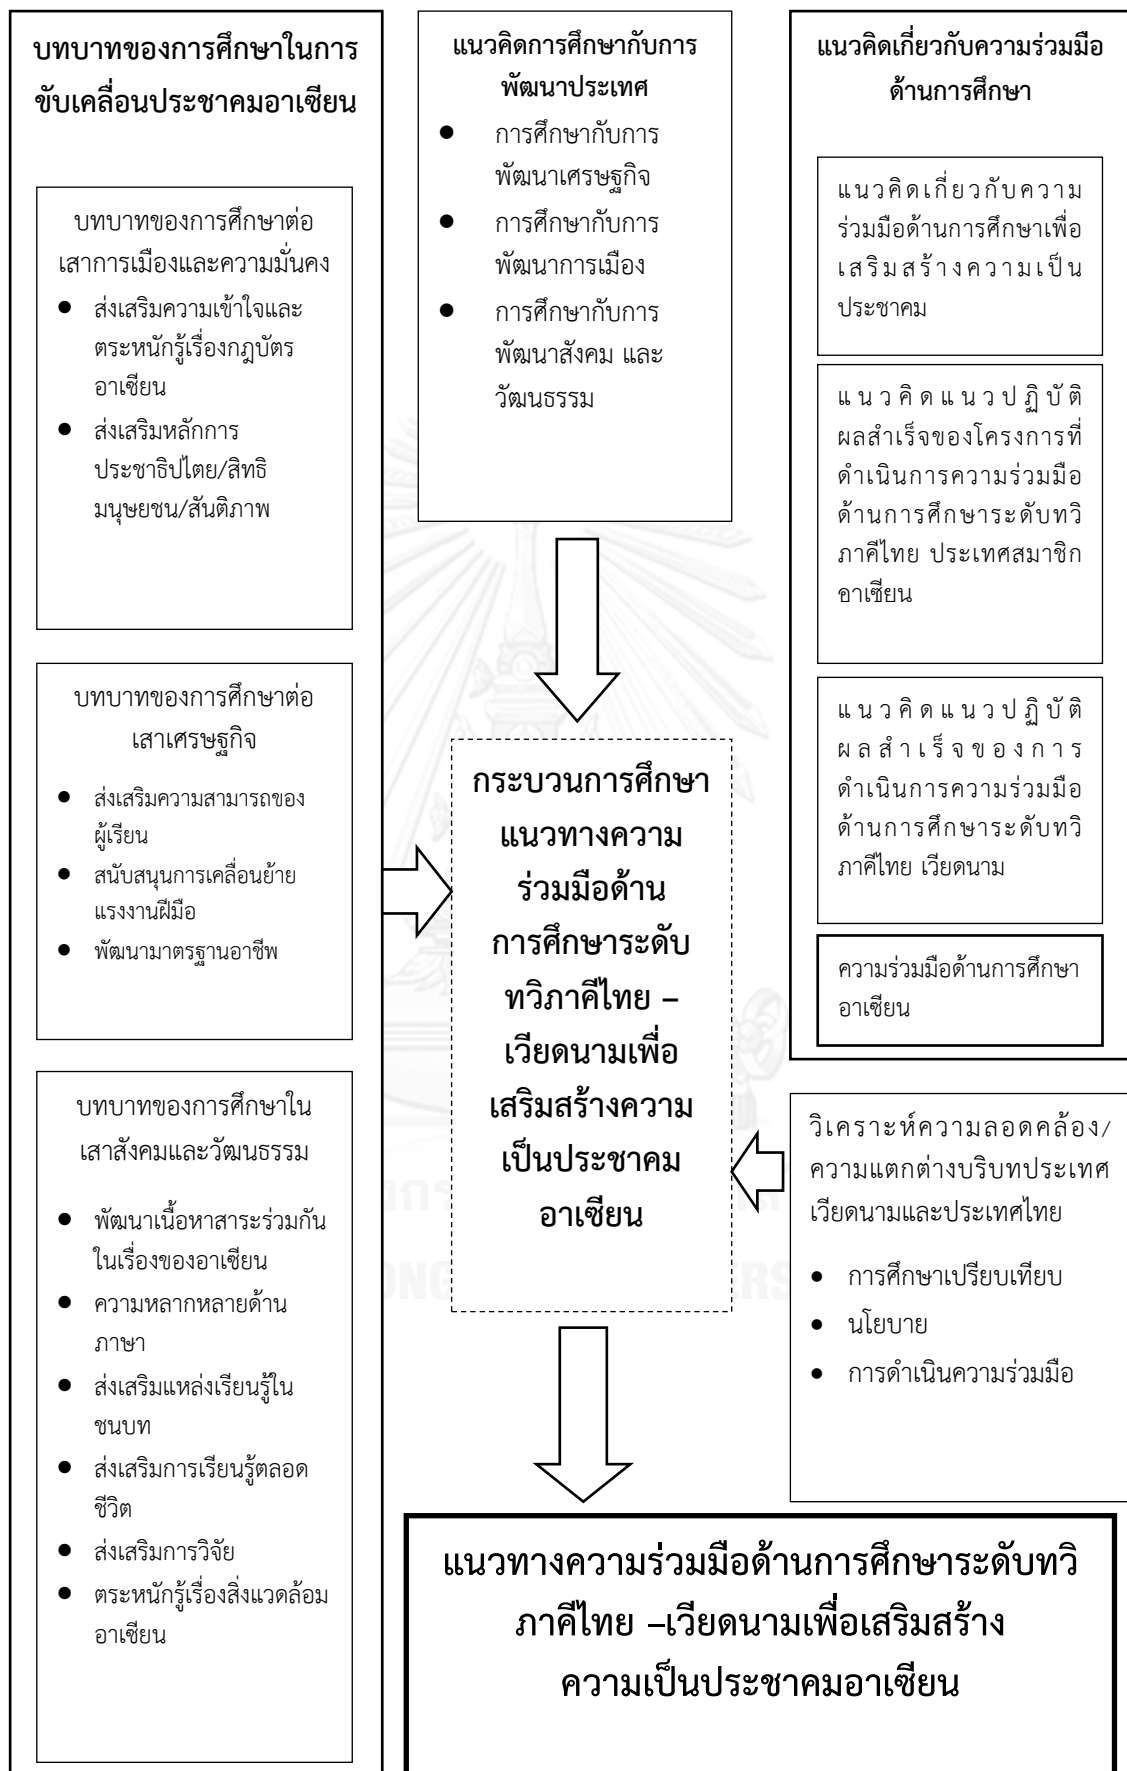 บทบาทของการศึกษาในการ
ขับเคลื่อนประชาคมอาเซียน
บทบาทของการศึกษาต่อ
เสาการเมืองและความมั่นคง
● ส่งเสริมความเข้าใจและ
ตระหนักรู้เรื่องกฎบัตร
อาเซียน
● ส่งเสริมหลักการ
ประชาธิปไตย/สิทธิ
มนุษยชน/สันติภาพ
บทบาทของการศึกษาต่อ
เสาเศรษฐกิจ
● ส่งเสริมความสามารถของ
ผู้เรียน
● สนับสนุนการเคลื่อนย้าย
แรงงานฝีมือ
● พัฒนามาตรฐานอาชีพ
บทบาทของการศึกษาใน
เสาสังคมและวัฒนธรรม
● พัฒนาเนื้อหาสาระร่วมกัน
ในเรื่องของอาเซียน
● ความหลากหลายด้าน
ภาษา
● ส่งเสริมแหล่งเรียนรู้ใน
ชนบท
● ส่งเสริมการเรียนรู้ตลอด
ชีวิต
● ส่งเสริมการวิจัย
● ตระหนักรู้เรื่องสิ่งแวดล้อม
อาเซียน
แนวคิดการศึกษากับการ
พัฒนาประเทศ
● การศึกษากับการ
พัฒนาเศรษฐกิจ
● การศึกษากับการ
พัฒนาการเมือง
● การศึกษากับการ
พัฒนาสังคม และ
วัฒนธรรม
กระบวนการศึกษา
แนวทางความ
ร่วมมือด้าน
การศึกษาระดับ
ทวิภาคีไทย –
เวียดนามเพื่อ
เสริมสร้างความ
เป็นประชาคม
อาเซียน
แนวคิดเกี่ยวกับความร่วมมือ
ด้านการศึกษา
แนวคิดเกี่ยวกับความ
ร่วมมือด้านการศึกษาเพื่อ
เสริมสร้างความเป็น
ประชาคม
แนวคิดแนวปฏิบัติ
ผลสำเร็จของโครงการที่
ดำเนินการความร่วมมือ
ด้านการศึกษาระดับทวิ
ภาคีไทย ประเทศสมาชิก
อาเซียน
แนวคิดแนวปฏิบัติ
ผลสำเร็จของการ
ดำเนินการความร่วมมือ
ด้านการศึกษาระดับทวิ
ภาคีไทย เวียดนาม
ความร่วมมือด้านการศึกษา
อาเซียน
วิเคราะห์ความลอดคล้อง/
ความแตกต่างบริบทประเทศ
เวียดนามและประเทศไทย
● การศึกษาเปรียบเทียบ
● นโยบาย
● การดำเนินความร่วมมือ
แนวทางความร่วมมือด้านการศึกษาระดับทวิ
ภาคีไทย –เวียดนามเพื่อเสริมสร้าง
ความเป็นประชาคมอาเซียน